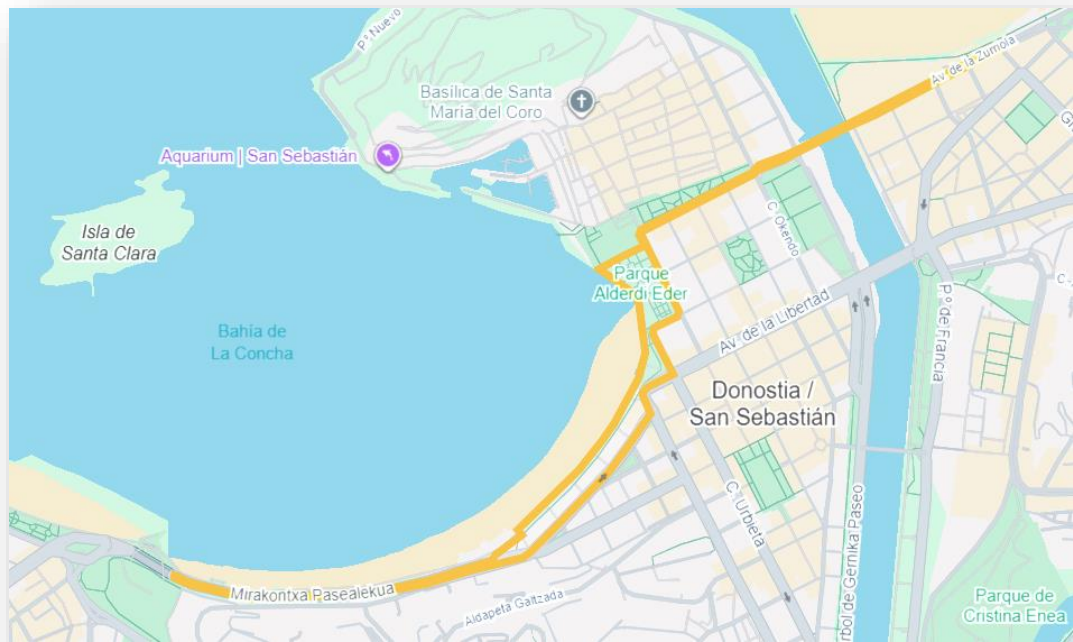 Pº Nuevo
Av. de la Zurriola
Basílica de Santa
María del Coro
Aquarium | San Sebastián
Isla de
Santa Clara
C. Okendo
Parque
Alderdi Eder
Bahía de
La Concha
Av. de la Libertad
P.º de Francia
Donostia /
San Sebastián
C. Urbieta
Mirakontxa Pasealekua
Aldapeta Galtzada
Árbol de Gernika Paseo
Parque de
Cristina Enea